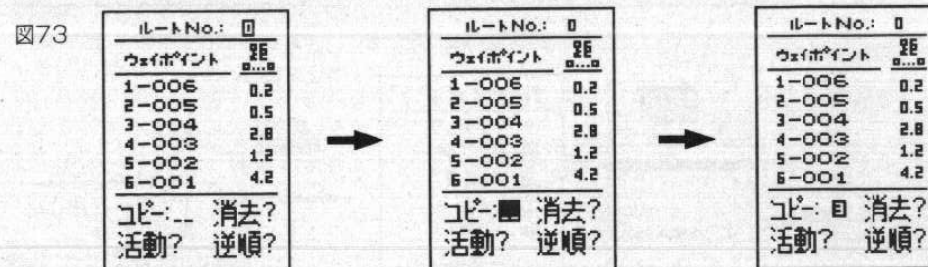 図73
ルートNo.: 0
ウェイポイント 距
1-006
0.2
2-005
0.5
3-004
2.8
4-003
1.2
5-002
4.2
6-001
コピー:__ 消去?
活動? 逆順?
ルートNo.: 0
ウェイポイント 距
1-006
0.2
2-005
0.5
3-004
2.8
4-003
1.2
5-002
4.2
6-001
コピー: 消去?
活動? 逆順?
ルートNo.: 0
ウェイポイント 距
1-006
0.2
2-005
0.5
3-004
2.8
4-003
1.2
5-002
4.2
6-001
コピー: 3 消去?
活動? 逆順?